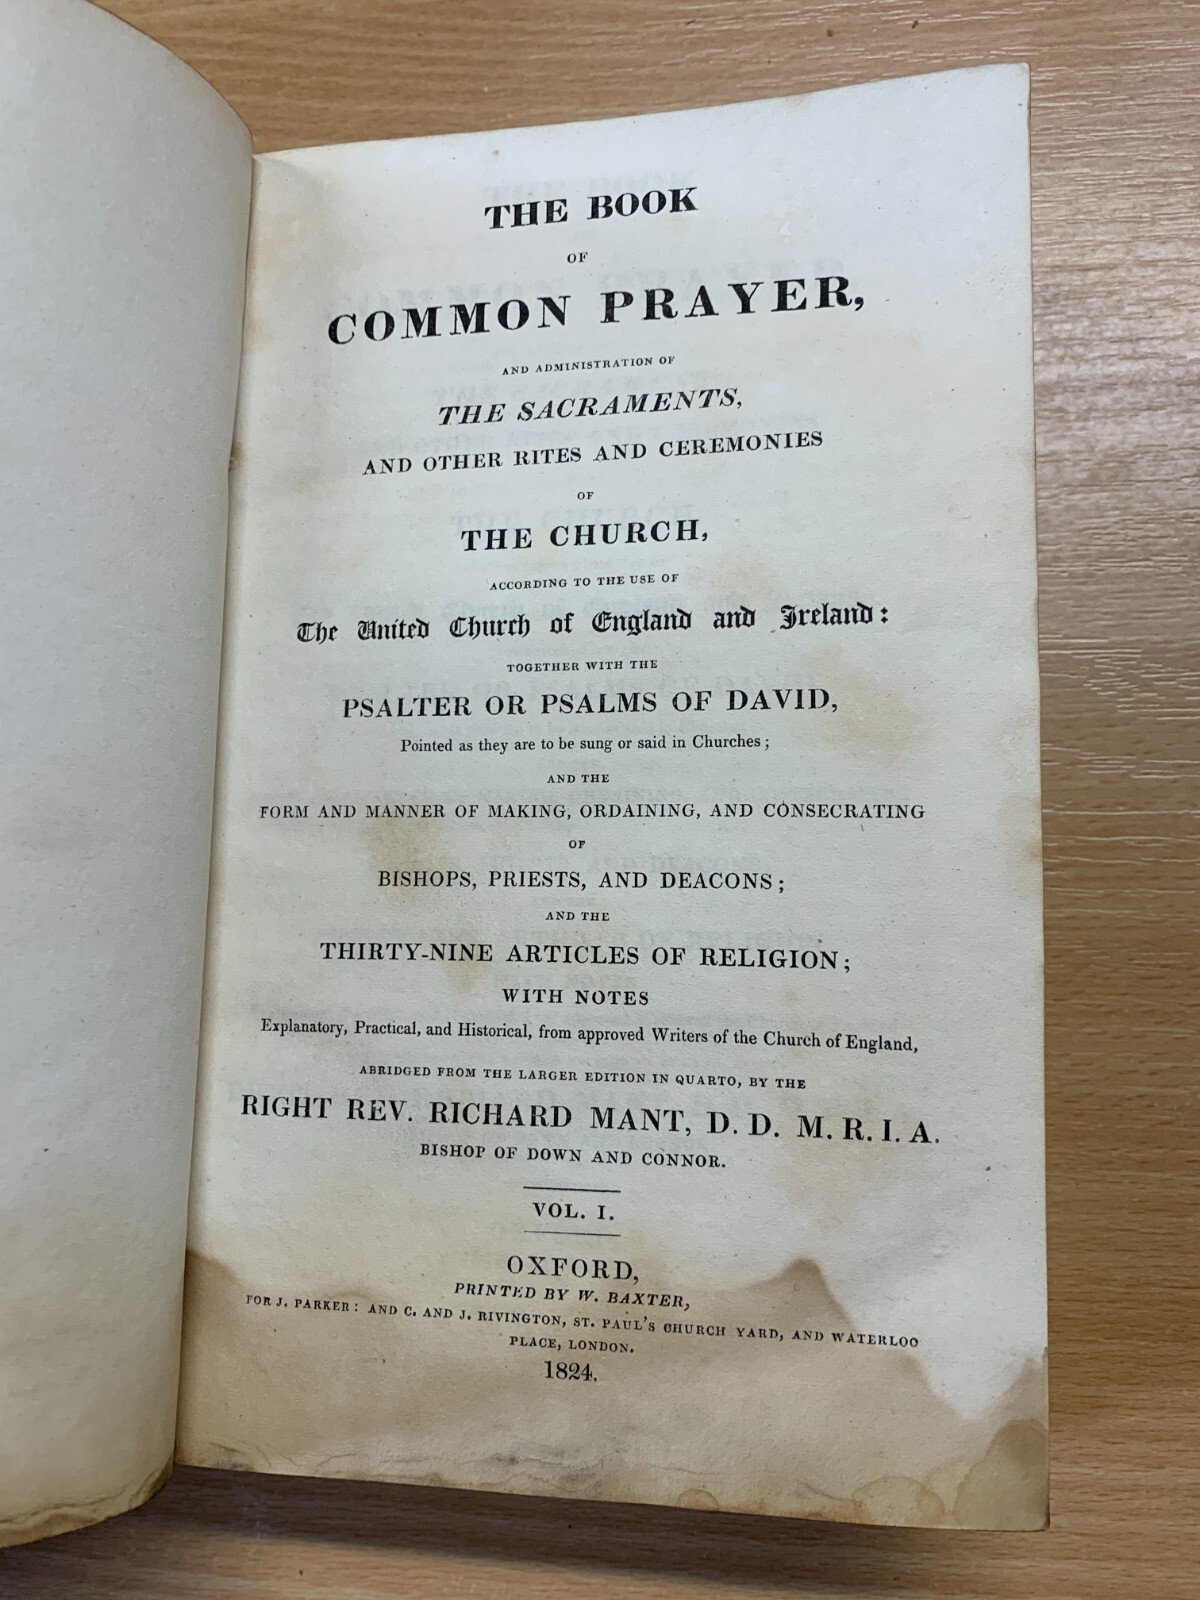 THE BOOK
OF
COMMON PRAYER,
AND ADMINISTRATION OF
THE SACRAMENTS,
AND OTHER RITES AND CEREMONIES
OF
THE CHURCH,
ACCORDING TO THE USE OF
The United Church of England and Ireland:
TOGETHER WITH THE
PSALTER OR PSALMS OF DAVID,
Pointed as they are to be sung or said in Churches;
AND THE
FORM AND MANNER OF MAKING, ORDAINING, AND CONSECRATING
OF
BISHOPS, PRIESTS, AND DEACONS;
AND THE
THIRTY-NINE ARTICLES OF RELIGION;
WITH NOTES
Explanatory, Practical, and Historical, from approved Writers of the Church of England,
ABRIDGED FROM THE LARGER EDITION IN QUARTO, BY THE
RIGHT REV. RICHARD MANT, D. D. M. R. I. A.
BISHOP OF DOWN AND CONNOR.
VOL. I.
OXFORD,
PRINTED BY W. BAXTER,
FOR J. PARKER: AND C. AND J. RIVINGTON, ST. PAUL'S CHURCH YARD, AND WATERLOO
PLACE, LONDON.
1824.